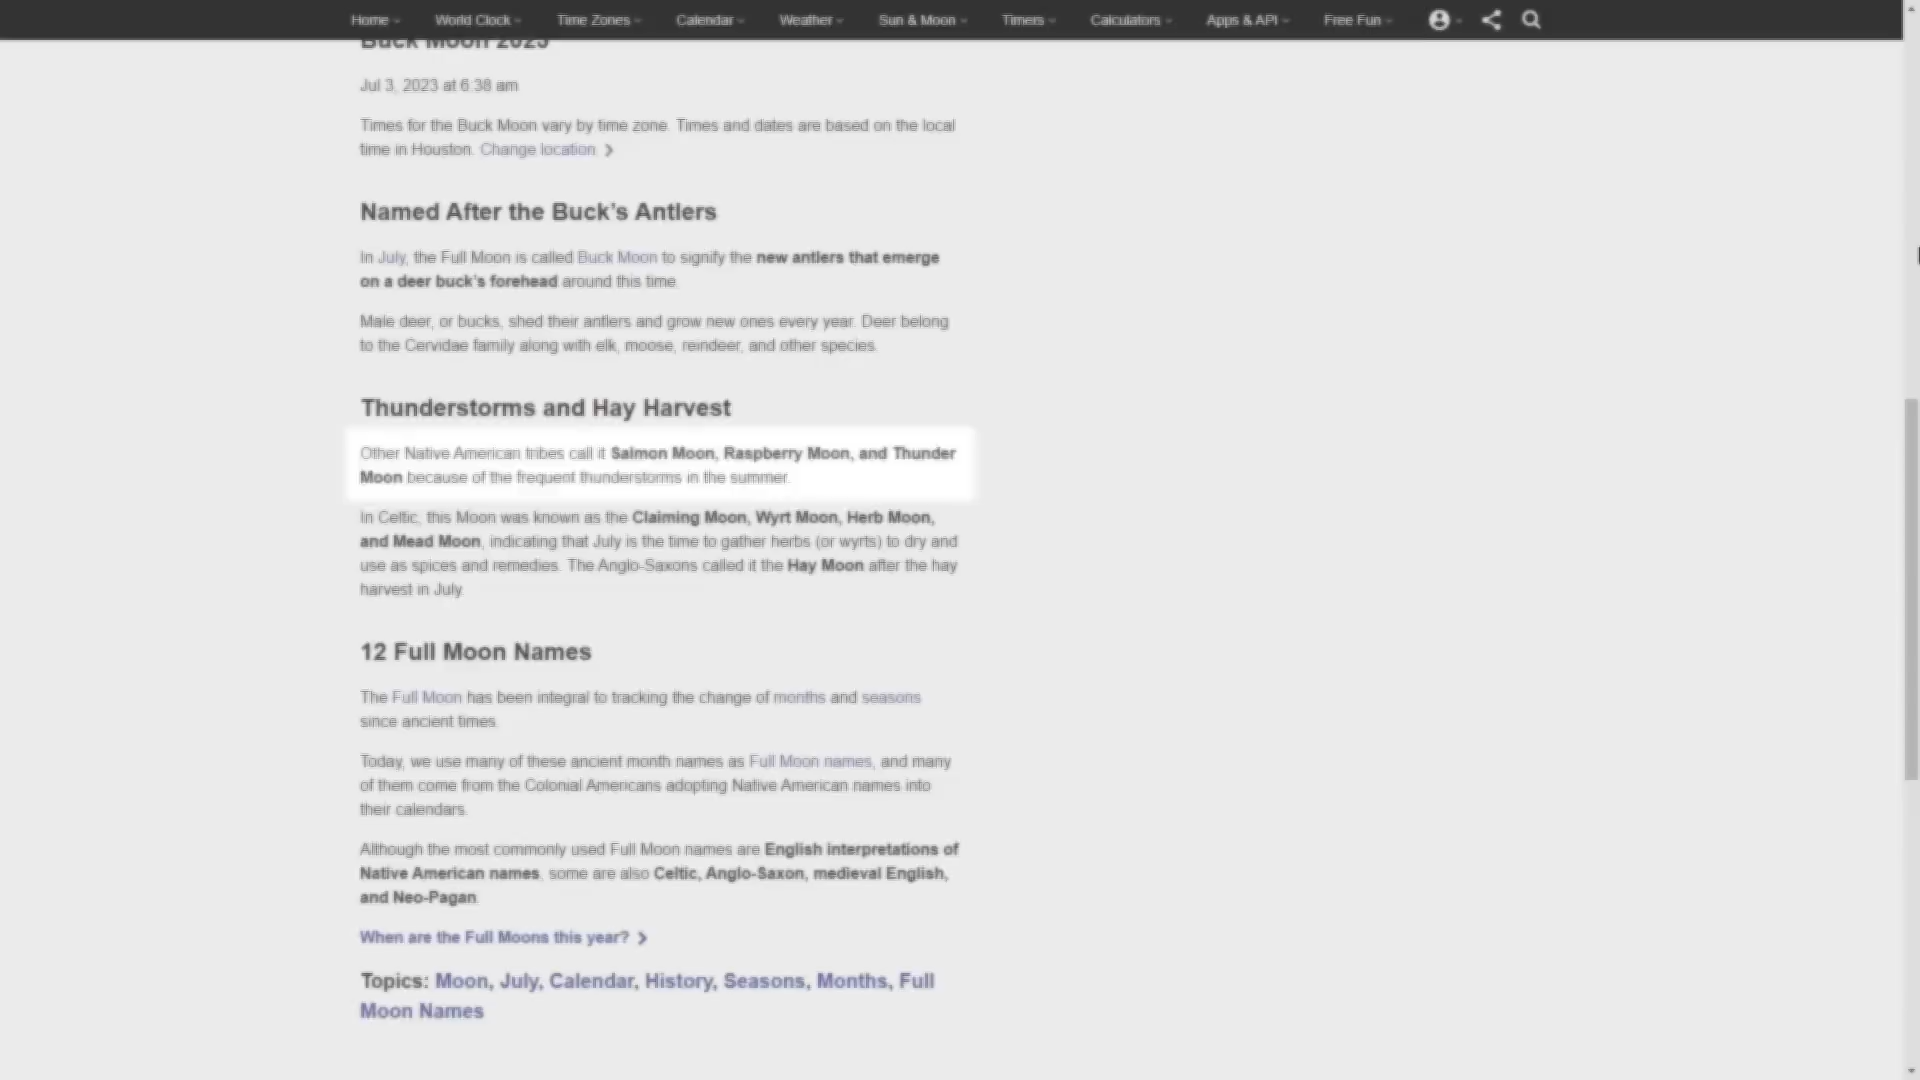 Home World Clock Time Zones Calendar Weather Sun & Moon Timers Calculators Apps & API Free Fun
Buck Moon 2023
Jul 3, 2023 at 6:38 am
Times for the Buck Moon vary by time zone. Times and dates are based on the local
time in Houston. Change location
Named After the Buck’s Antlers
In July, the Full Moon is called Buck Moon to signify the new antlers that emerge
on a deer buck’s forehead around this time.
Male deer, or bucks, shed their antlers and grow new ones every year. Deer belong
to the Cervidae family along with elk, moose, reindeer, and other species.
Thunderstorms and Hay Harvest
Other Native American tribes call it Salmon Moon, Raspberry Moon, and Thunder
Moon because of the frequent thunderstorms in the summer.
In Celtic, this Moon was known as the Claiming Moon, Wyrt Moon, Herb Moon,
and Mead Moon, indicating that July is the time to gather herbs (or wyrts) to dry and
use as spices and remedies. The Anglo-Saxons called it the Hay Moon after the hay
harvest in July.
12 Full Moon Names
The Full Moon has been integral to tracking the change of months and seasons
since ancient times.
Today, we use many of these ancient month names as Full Moon names, and many
of them come from the Colonial Americans adopting Native American names into
their calendars.
Although the most commonly used Full Moon names are English interpretations of
Native American names, some are also Celtic, Anglo-Saxon, medieval English,
and Neo-Pagan.
When are the Full Moons this year?
Topics: Moon, July, Calendar, History, Seasons, Months, Full
Moon Names